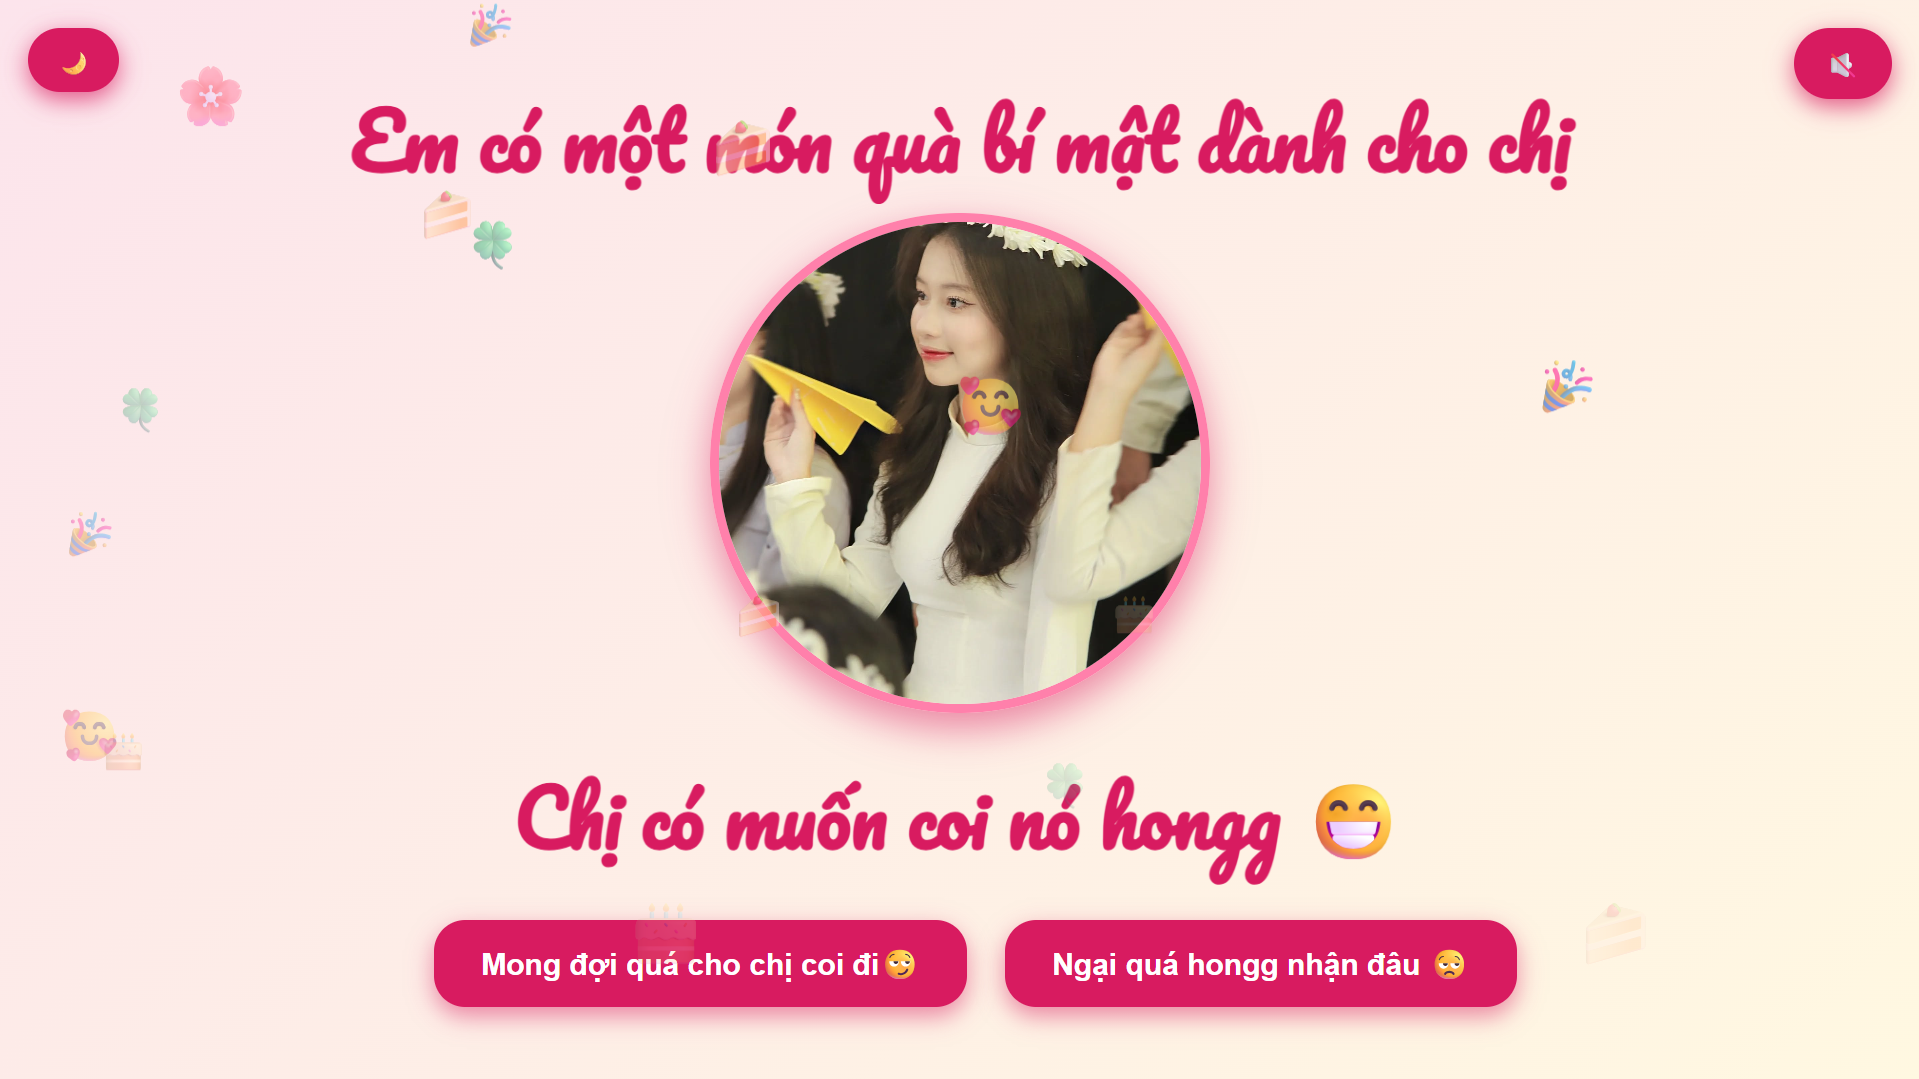 Em có một món quà bí mật dành cho chị
Chị có muốn coi nó hongg 😁
Mong đợi quá cho chị coi đi😏
Ngại quá hongg nhận đâu 😞